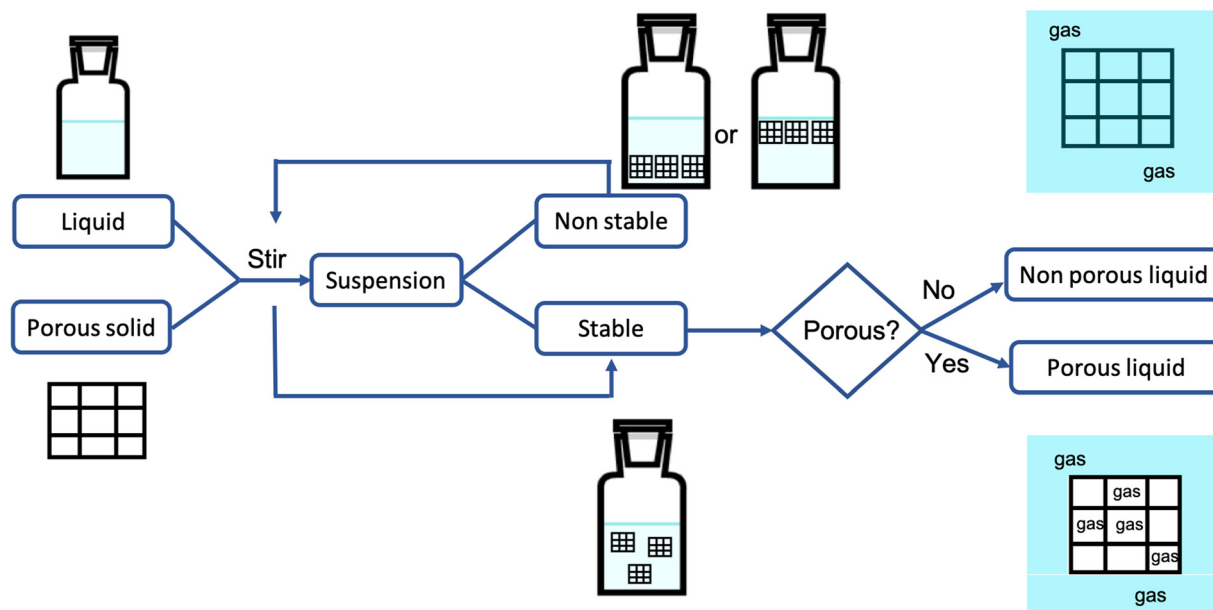 gas
or
gas
Liquid
Non stable
Stir
Suspension
Non porous liquid
No
Porous solid
Stable
Porous?
Yes
Porous liquid
gas
gas
gas
gas
gas
gas